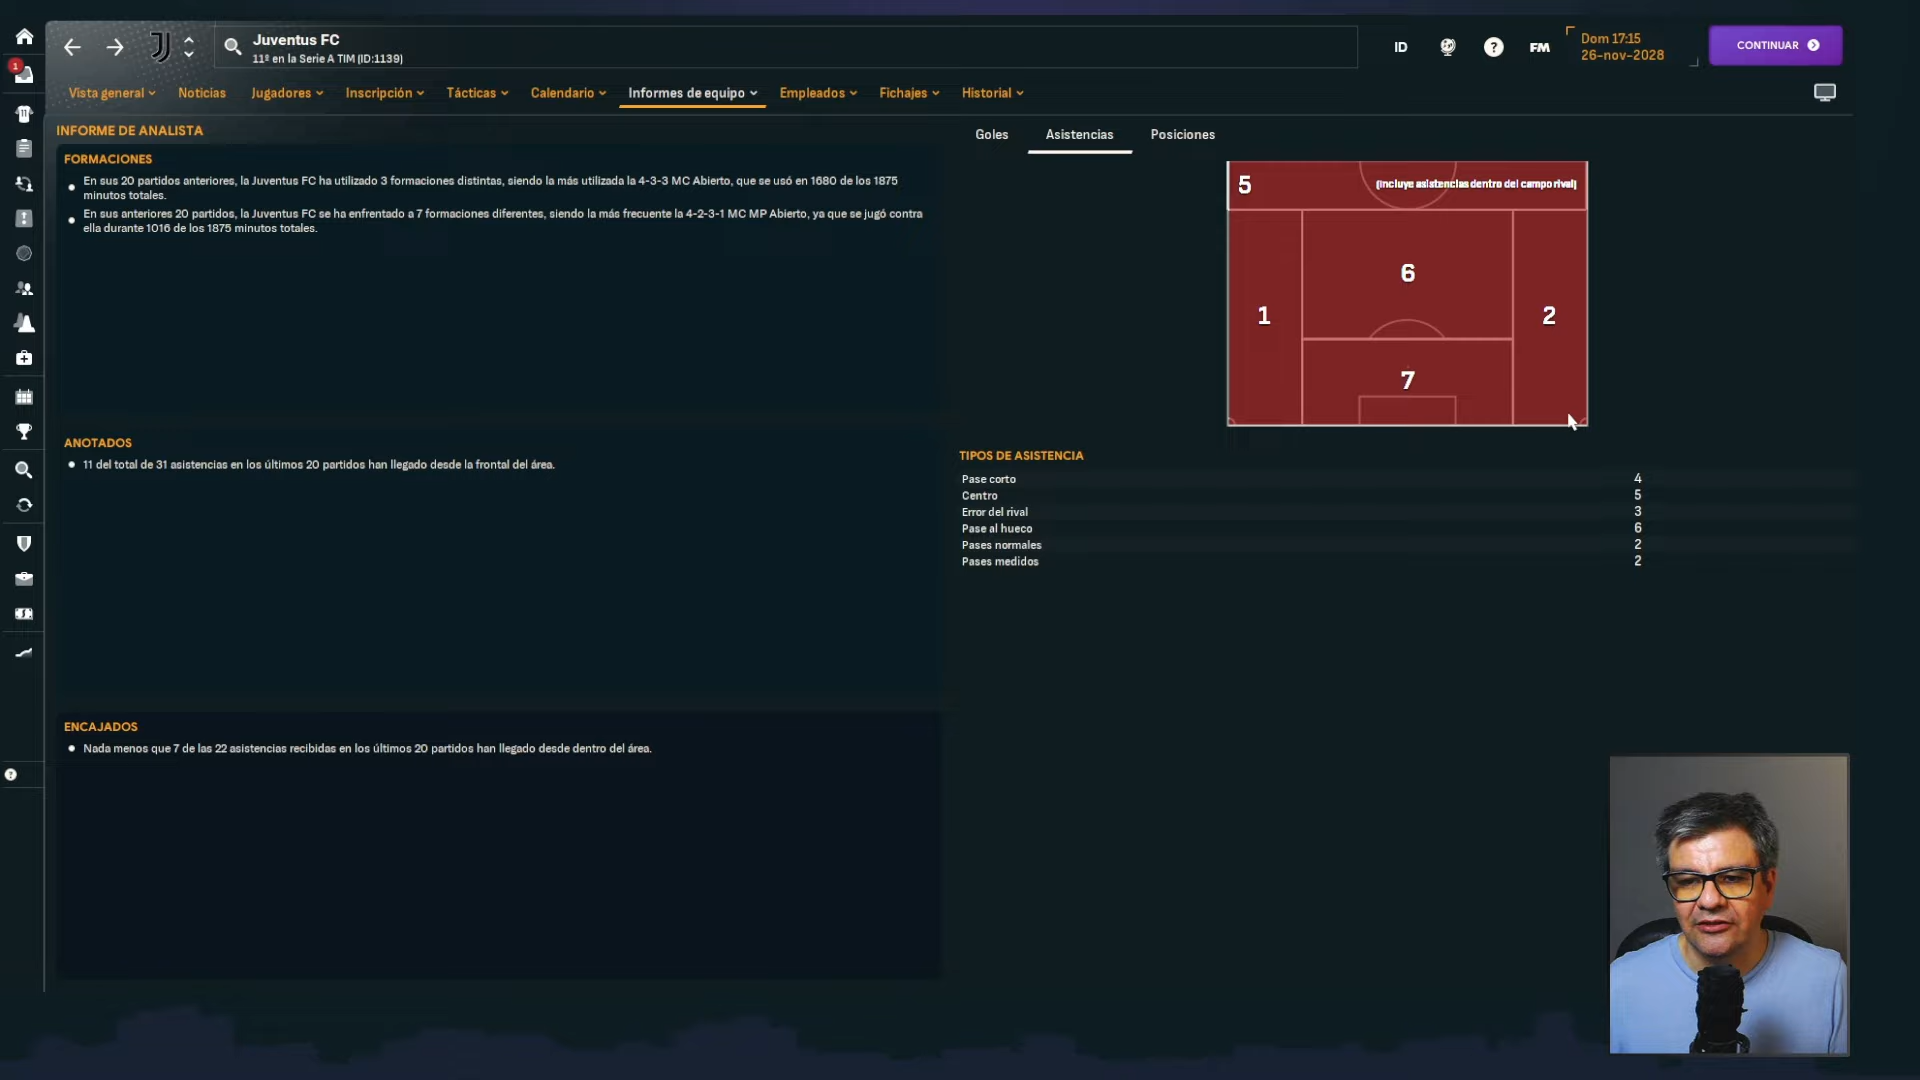 Juventus FC
11º en la Serie A TIM (ID:1139)
ID
?
FM
Dom 17:15
26-nov-2028
CONTINUAR
1
11
Vista general
Noticias
Jugadores
Inscripción
Tácticas
Calendario
Informes de equipo
Empleados
Fichajes
Historial
INFORME DE ANALISTA
FORMACIONES
En sus 20 partidos anteriores, la Juventus FC ha utilizado 3 formaciones distintas, siendo la más utilizada la 4-3-3 MC Abierto, que se usó en 1680 de los 1875
minutos totales.
En sus anteriores 20 partidos, la Juventus FC se ha enfrentado a 7 formaciones diferentes, siendo la más frecuente la 4-2-3-1 MC MP Abierto, ya que se jugó contra
ella durante 1016 de los 1875 minutos totales.
ANOTADOS
11 del total de 31 asistencias en los últimos 20 partidos han llegado desde la frontal del área.
ENCAJADOS
Nada menos que 7 de las 22 asistencias recibidas en los últimos 20 partidos han llegado desde dentro del área.
Goles
Asistencias
Posiciones
5
(incluye asistencias dentro del campo rival)
6
1
2
7
TIPOS DE ASISTENCIA
Pase corto 4
Centro 5
Error del rival 3
Pase al hueco 6
Pases normales 2
Pases medidos 2
?